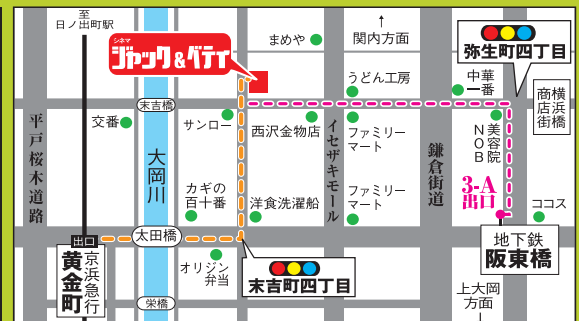 至
日ノ出町駅
シネマ
ジャック&ベティ
まめや
↑
関内方面
弥生町四丁目
うどん工房
中華
一番
横浜橋
商店街
末吉橋
交番
サンロー
西沢金物店
ファミリー
マート
美容院
NOB
平戸桜木道路
大岡川
イセザキモール
鎌倉街道
カギの
百十番
洋食洗濯船
ファミリー
マート
3-A
出口
ココス
出口
太田橋
地下鉄
阪東橋
京浜急行
黄金町
オリジン
弁当
末吉町四丁目
上大岡
方面
栄橋